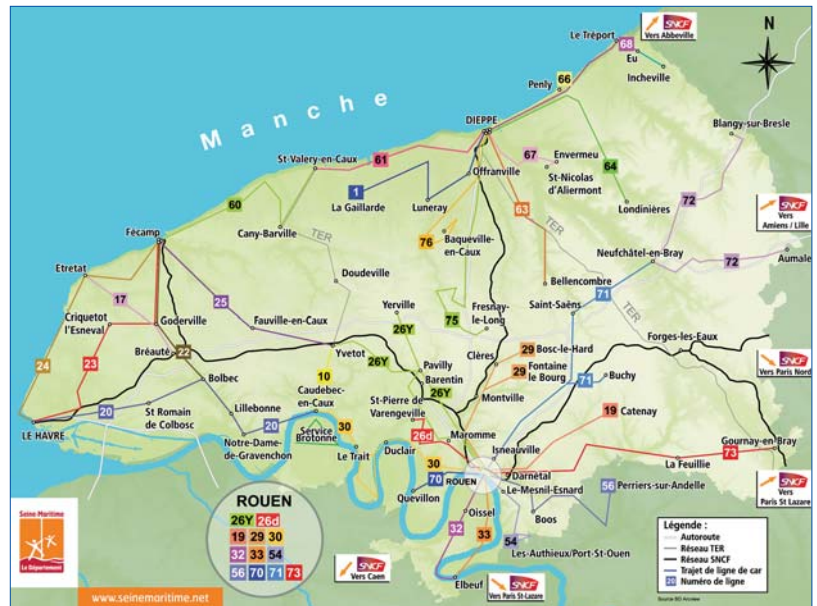 SNCF
Vers Abbeville
N
Le Tréport
68
Eu
Incheville
Penly
66
Manche
DIEPPE
Blangy-sur-Bresle
St-Valery-en-Caux
61
67
Envermeu
St-Nicolas
d'Aliermont
64
Offranville
1
La Gaillarde
Luneray
60
72
SNCF
Vers
Amiens / Lille
63
Londinières
TER
TER
Cany-Barville
76
Baqueville-
en-Caux
Fécamp
Neufchâtel-en-Bray
72
Aumale
Etretat
Doudeville
Bellencombre
17
25
71
Saint-Saëns
Yerville
Criquetot
l'Esneval
Goderville
Fauville-en-Caux
75
Fresnay-
le-Long
TER
26Y
Forges-les-Eaux
Yvetot
26Y
29
Bosc-le-Hard
Bréauté
22
Clères
SNCF
Vers Paris Nord
24
23
10
Pavilly
29
Fontaine
le Bourg
Bolbec
Barentin
71
Buchy
Caudebec-
en-Caux
26Y
20
St Romain
de Colbosc
Lillebonne
St-Pierre de
Varengeville
Montville
19
Catenay
LE HAVRE
20
Service
Brotonne
30
26d
Maromme
Gournay-en-Bray
Notre-Dame-
de-Gravenchon
Le Trait
Duclair
Isneauville
73
30
La Feuillie
70
ROUEN
Darnétal
SNCF
Vers
Paris St Lazare
Quevillon
Le-Mesnil-Esnard
56
Perriers-sur-Andelle
Oissel
Boos
32
33
54
Les-Authieux/Port-St-Ouen
Elbeuf
SNCF
Vers Caen
SNCF
Vers Paris St-Lazare
Seine Maritime
Le Département
www.seinemaritime.net
ROUEN
26Y 26d
19 29 30
32 33 54
56 70 71 73
Légende :
Autoroute
Réseau TER
Réseau SNCF
Trajet de ligne de car
20 Numéro de ligne
Source BD Arcview